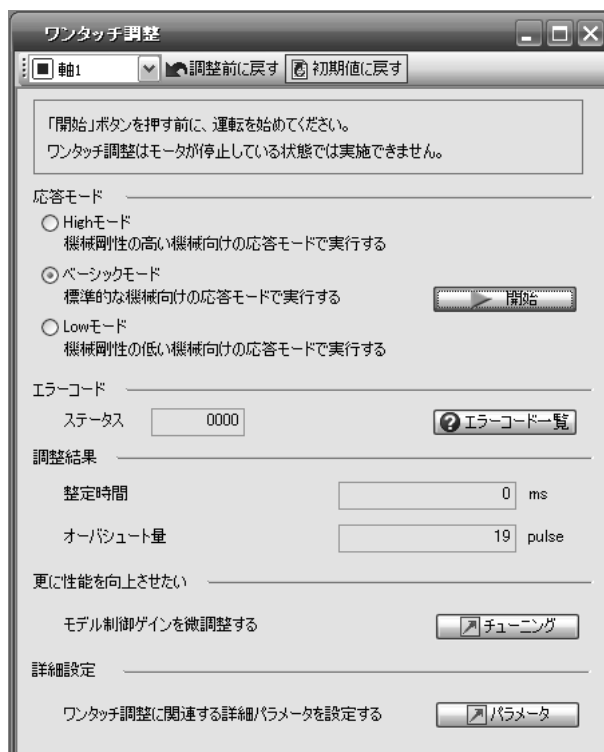 ワンタッチ調整
軸1 調整前に戻す 初期値に戻す
「開始」ボタンを押す前に、運転を始めてください。
ワンタッチ調整はモータが停止している状態では実施できません。
応答モード
Highモード
機械剛性の高い機械向けの応答モードで実行する
ベーシックモード
標準的な機械向けの応答モードで実行する
開始
Lowモード
機械剛性の低い機械向けの応答モードで実行する
エラーコード
ステータス 0000 エラーコード一覧
調整結果
整定時間 0 ms
オーバシュート量 19 pulse
更に性能を向上させたい
モデル制御ゲインを微調整する チューニング
詳細設定
ワンタッチ調整に関連する詳細パラメータを設定する パラメータ